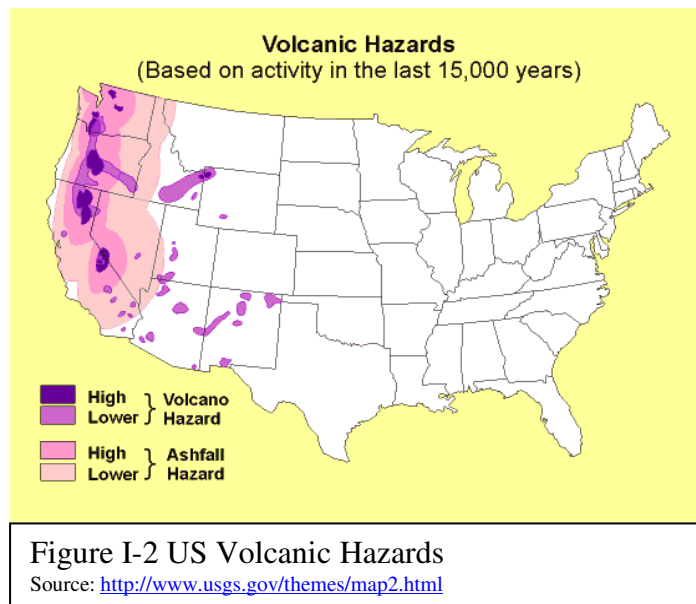 Volcanic Hazards
(Based on activity in the last 15,000 years)
High } Volcano
Lower } Hazard
High } Ashfall
Lower } Hazard
Figure I-2 US Volcanic Hazards
Source: http://www.usgs.gov/themes/map2.html